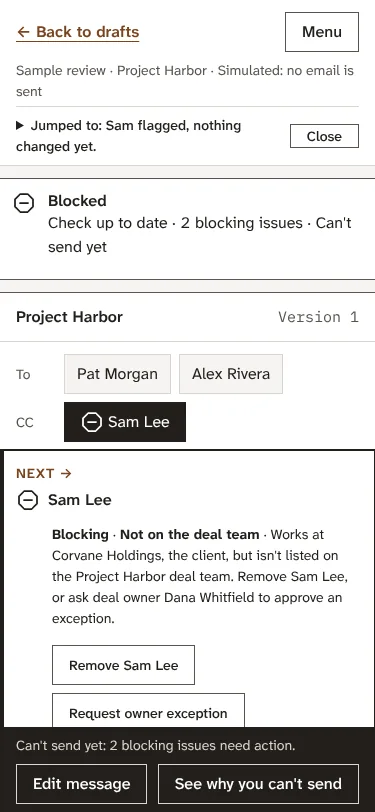 ← Back to drafts
Menu
Sample review · Project Harbor · Simulated: no email is
sent
▶ Jumped to: Sam flagged, nothing
changed yet.
Close
Blocked
Check up to date · 2 blocking issues · Can't
send yet
Project Harbor
Version 1
To
Pat Morgan
Alex Rivera
CC
Sam Lee
NEXT →
Sam Lee
Blocking · Not on the deal team · Works at
Corvane Holdings, the client, but isn't listed on
the Project Harbor deal team. Remove Sam Lee,
or ask deal owner Dana Whitfield to approve an
exception.
Remove Sam Lee
Request owner exception
Can't send yet: 2 blocking issues need action.
Edit message
See why you can't send